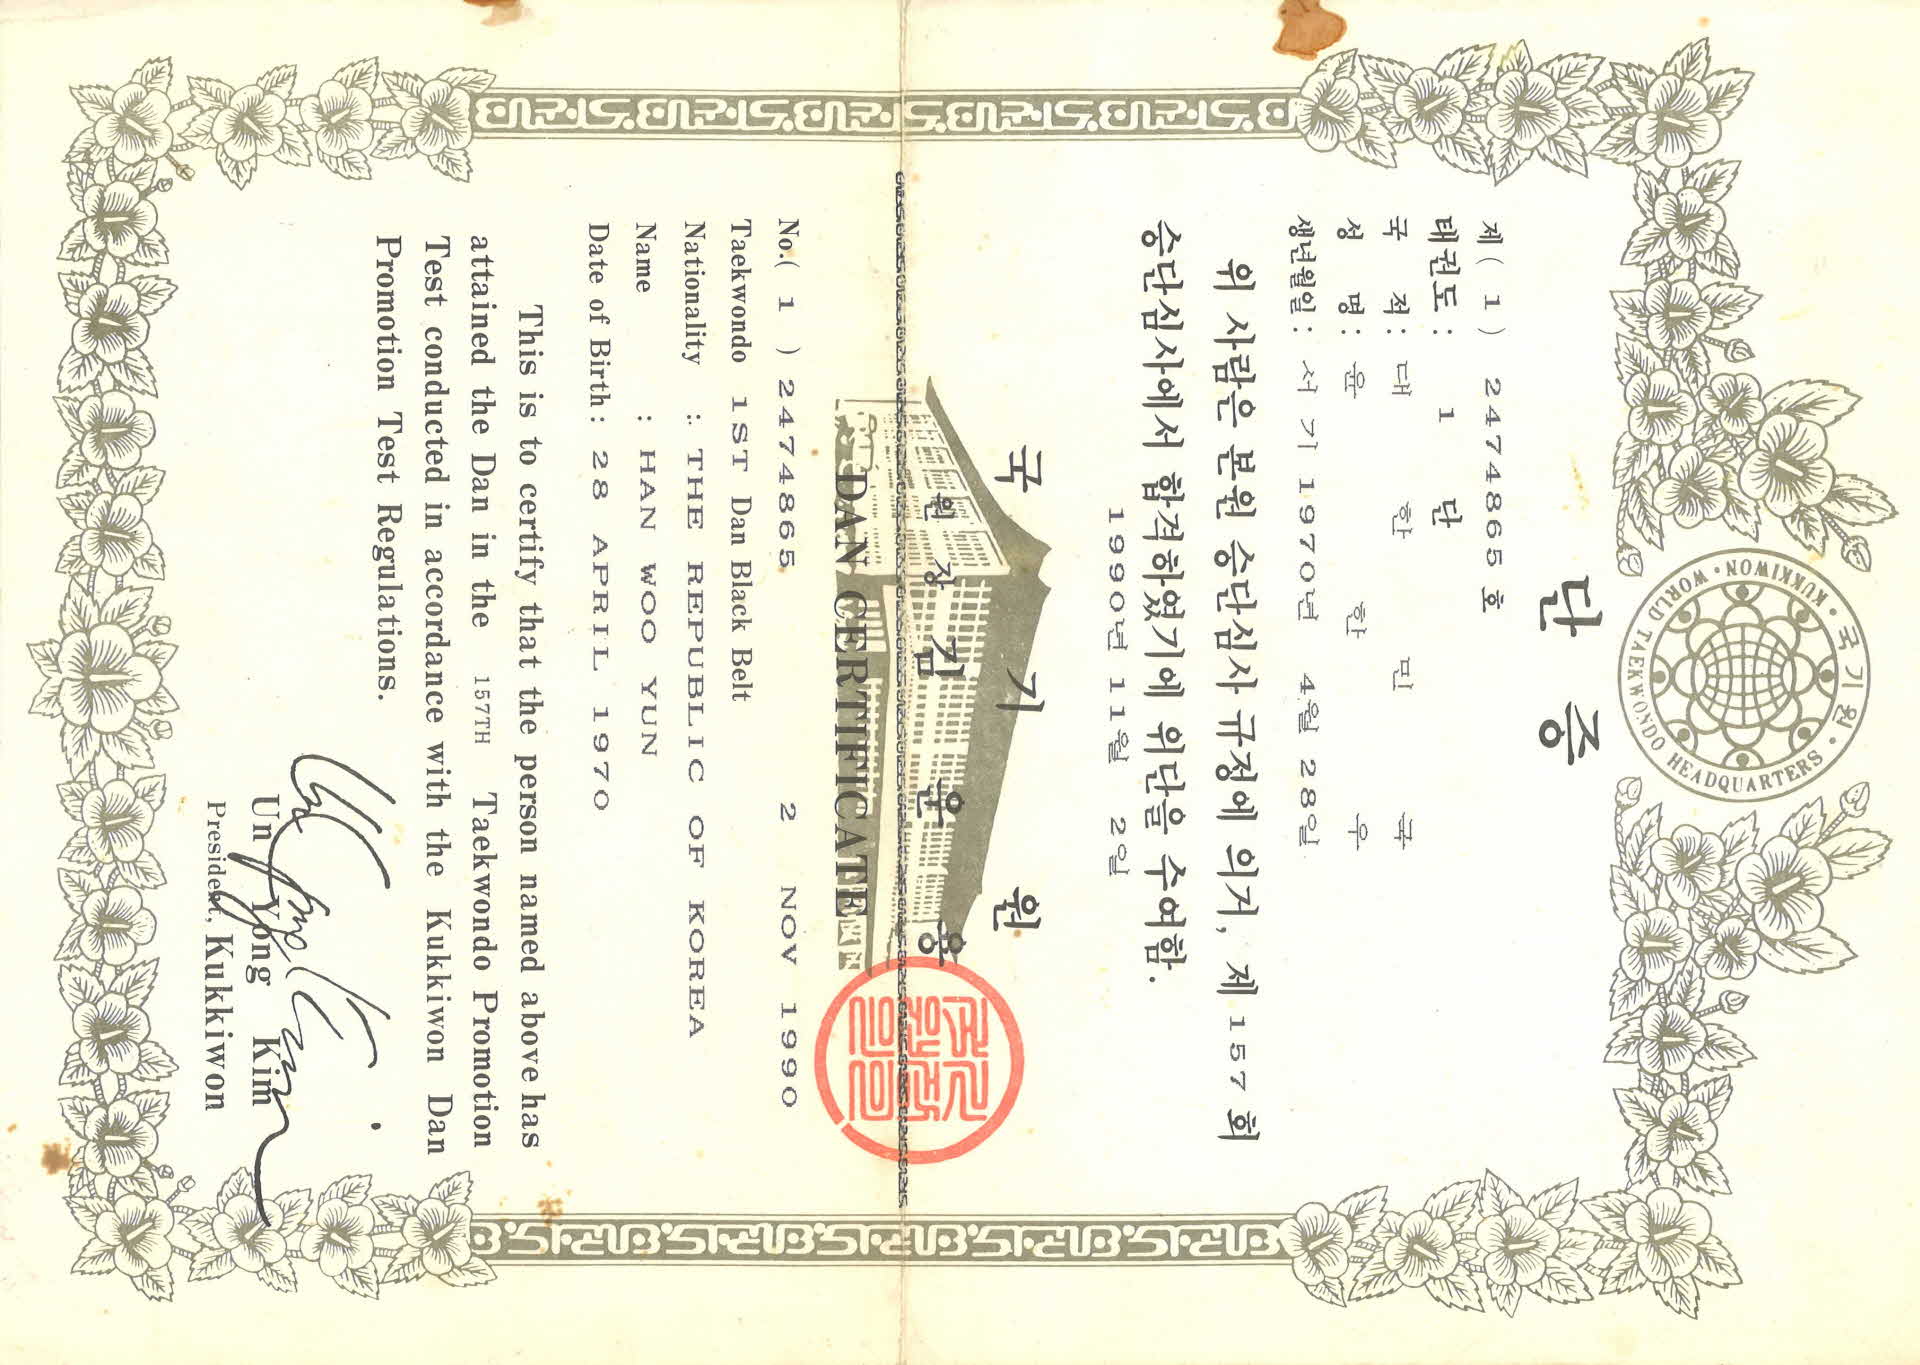 · 국 기 원 ·
KUKKIWON · WORLD TAEKWONDO HEADQUARTERS
단 증
제( 1 ) 2474865 호
태권도 : 1 단
국 적: 대 한 민 국
성 명: 윤 한 우
생년월일: 서 기 1970년 4월 28일
위 사람은 본원 승단심사 규정에 의거, 제 157 회
승단심사에서 합격하였기에 위단을 수여함.
1990년 11월 2일
국 기 원
원 장 김 운 용
DAN CERTIFICATE
No.( 1 ) 2474865 2 NOV 1990
Taekwondo 1ST Dan Black Belt
Nationality : THE REPUBLIC OF KOREA
Name : HAN WOO YUN
Date of Birth: 28 APRIL 1970
This is to certify that the person named above has
attained the Dan in the 157TH Taekwondo Promotion
Test conducted in accordance with the Kukkiwon Dan
Promotion Test Regulations.
Un Yong Kim
President, Kukkiwon